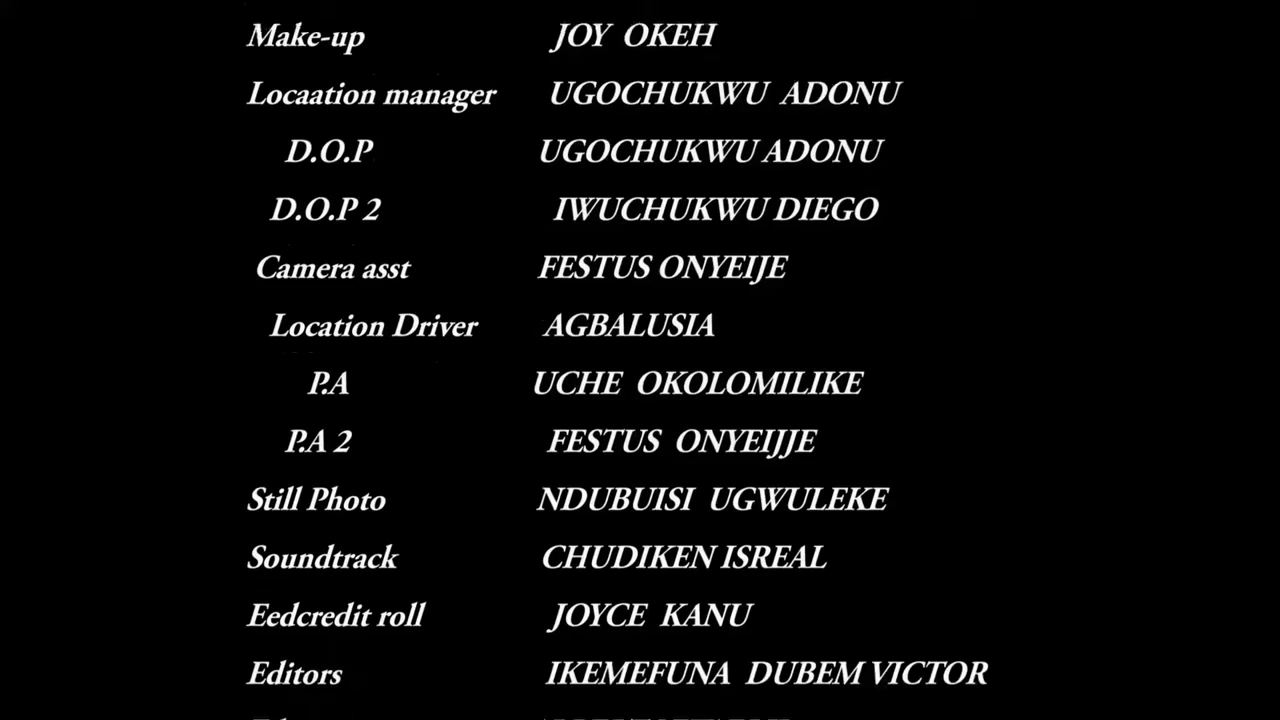 Make-up JOY OKEH
Locaation manager UGOCHUKWU ADONU
D.O.P UGOCHUKWU ADONU
D.O.P 2 IWUCHUKWU DIEGO
Camera asst FESTUS ONYEIJE
Location Driver AGBALUSIA
P.A UCHE OKOLOMILIKE
P.A 2 FESTUS ONYEIJJE
Still Photo NDUBUISI UGWULEKE
Soundtrack CHUDIKEN ISREAL
Eedcredit roll JOYCE KANU
Editors IKEMEFUNA DUBEM VICTOR